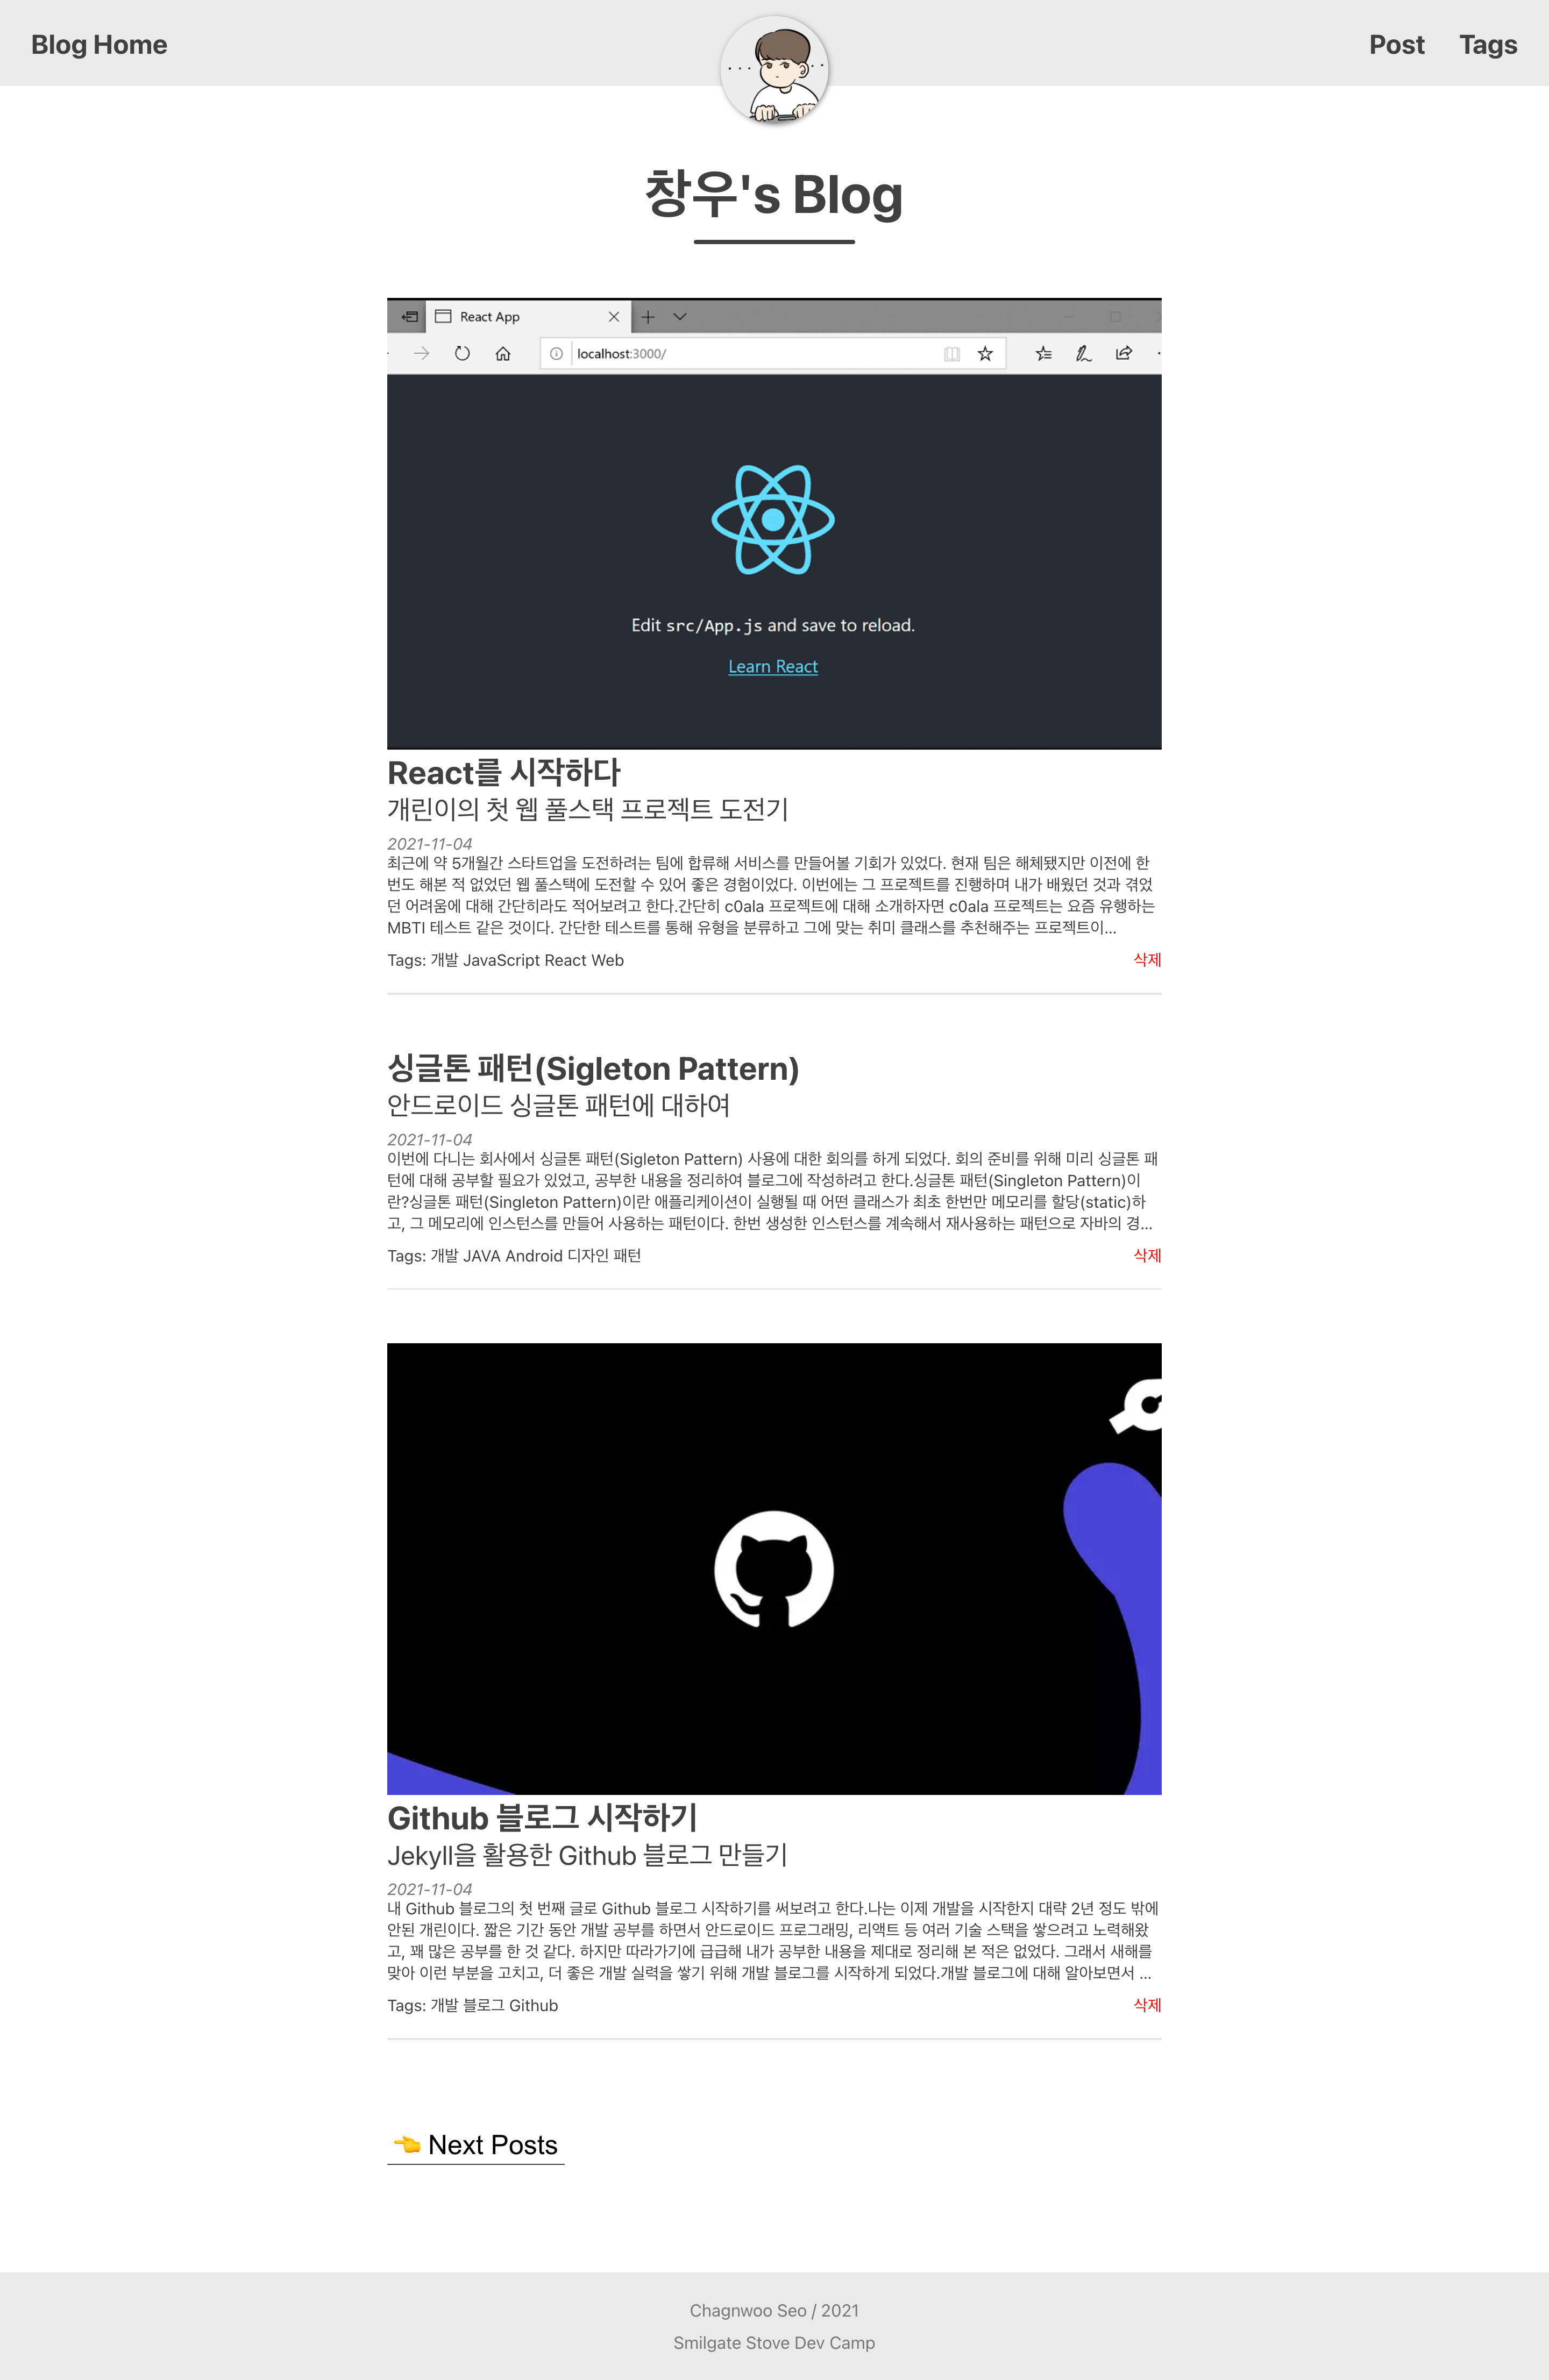 Blog Home
Post
Tags
창우's Blog
React App
localhost:3000/
Edit src/App.js and save to reload.
Learn React
React를 시작하다
개린이의 첫 웹 풀스택 프로젝트 도전기
2021-11-04
최근에 약 5개월간 스타트업을 도전하려는 팀에 합류해 서비스를 만들어볼 기회가 있었다. 현재 팀은 해체됐지만 이전에 한
번도 해본 적 없었던 웹 풀스택에 도전할 수 있어 좋은 경험이었다. 이번에는 그 프로젝트를 진행하며 내가 배웠던 것과 겪었
던 어려움에 대해 간단히라도 적어보려고 한다.간단히 c0ala 프로젝트에 대해 소개하자면 c0ala 프로젝트는 요즘 유행하는
MBTI 테스트 같은 것이다. 간단한 테스트를 통해 유형을 분류하고 그에 맞는 취미 클래스를 추천해주는 프로젝트이...
Tags: 개발 JavaScript React Web
삭제
싱글톤 패턴(Sigleton Pattern)
안드로이드 싱글톤 패턴에 대하여
2021-11-04
이번에 다니는 회사에서 싱글톤 패턴(Sigleton Pattern) 사용에 대한 회의를 하게 되었다. 회의 준비를 위해 미리 싱글톤 패
턴에 대해 공부할 필요가 있었고, 공부한 내용을 정리하여 블로그에 작성하려고 한다.싱글톤 패턴(Singleton Pattern)이
란?싱글톤 패턴(Singleton Pattern)이란 애플리케이션이 실행될 때 어떤 클래스가 최초 한번만 메모리를 할당(static)하
고, 그 메모리에 인스턴스를 만들어 사용하는 패턴이다. 한번 생성한 인스턴스를 계속해서 재사용하는 패턴으로 자바의 경...
Tags: 개발 JAVA Android 디자인 패턴
삭제
Github 블로그 시작하기
Jekyll을 활용한 Github 블로그 만들기
2021-11-04
내 Github 블로그의 첫 번째 글로 Github 블로그 시작하기를 써보려고 한다.나는 이제 개발을 시작한지 대략 2년 정도 밖에
안된 개린이다. 짧은 기간 동안 개발 공부를 하면서 안드로이드 프로그래밍, 리액트 등 여러 기술 스택을 쌓으려고 노력해왔
고, 꽤 많은 공부를 한 것 같다. 하지만 따라가기에 급급해 내가 공부한 내용을 제대로 정리해 본 적은 없었다. 그래서 새해를
맞아 이런 부분을 고치고, 더 좋은 개발 실력을 쌓기 위해 개발 블로그를 시작하게 되었다.개발 블로그에 대해 알아보면서 ...
Tags: 개발 블로그 Github
삭제
👈 Next Posts
Chagnwoo Seo / 2021
Smilgate Stove Dev Camp